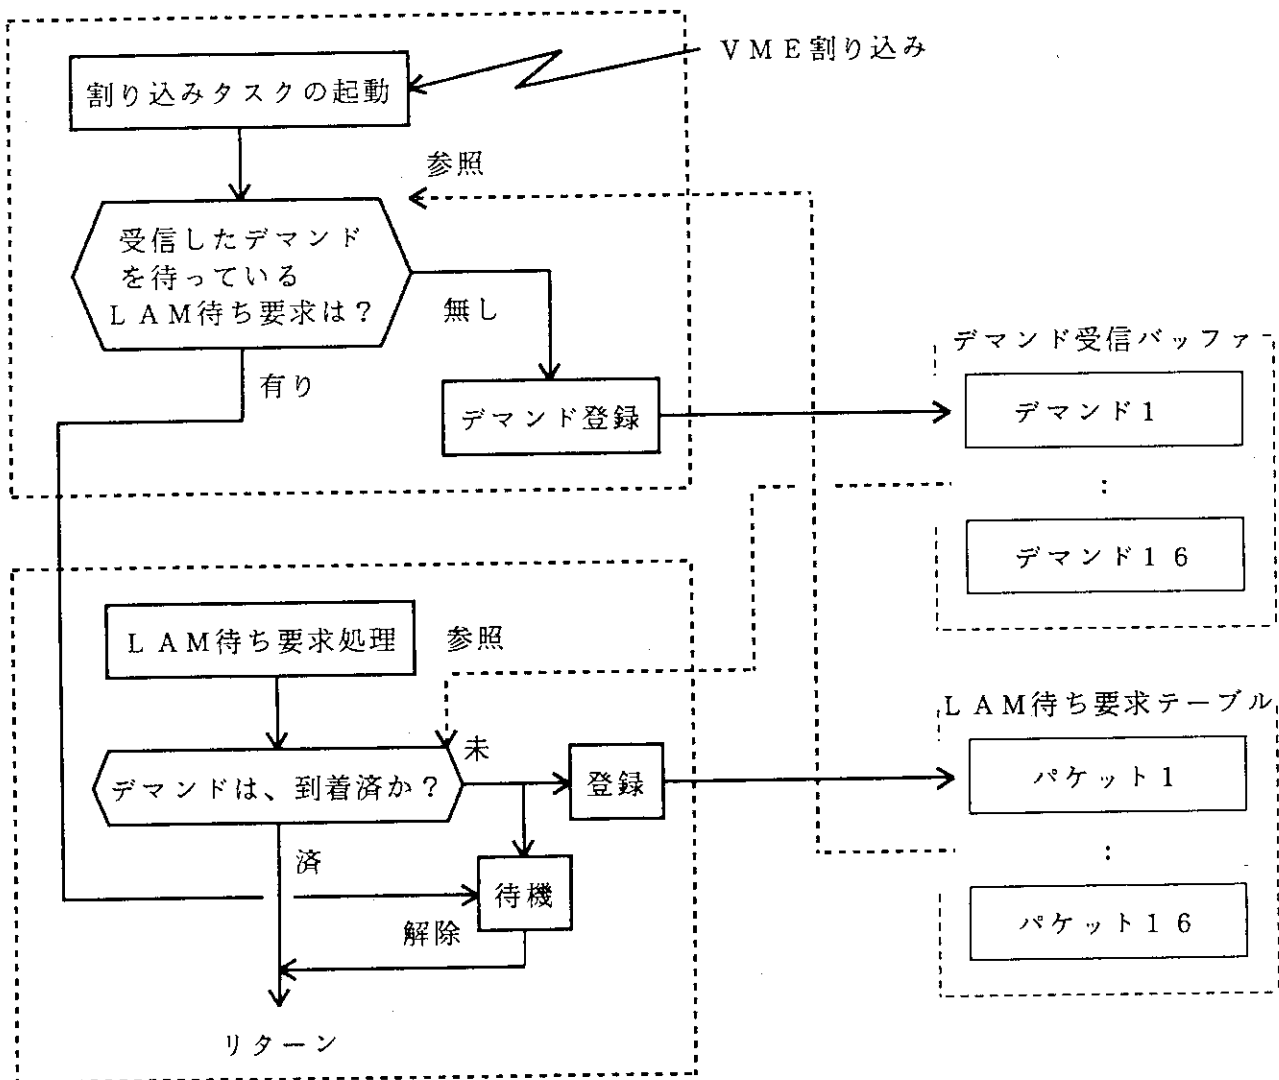 VME割り込み
割り込みタスクの起動
参照
受信したデマンド
を待っている
LAM待ち要求は？
無し
有り
デマンド登録
デマンド受信バッファ
デマンド1
:
デマンド16
LAM待ち要求処理
参照
デマンドは、到着済か？
未
登録
済
待機
解除
リターン
LAM待ち要求テーブル
パケット1
:
パケット16